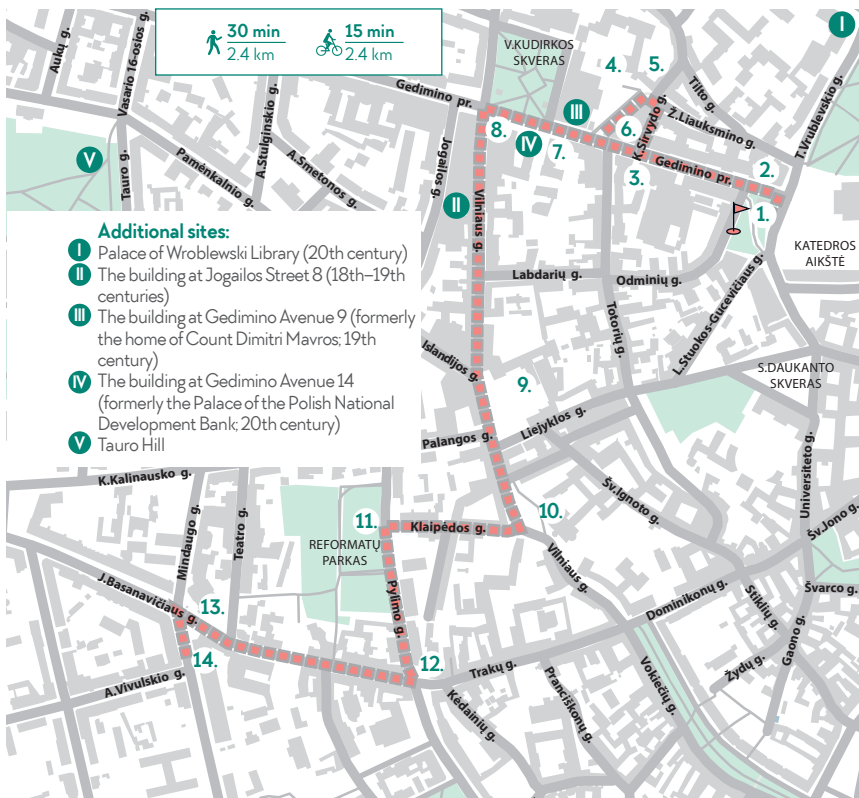 30 min
2.4 km
15 min
2.4 km
I
V.KUDIRKOS
SKVERAS
4.
5.
Aukų g.
Vasario 16-osios g.
A.Stulginskio g.
Gedimino pr.
Tilto g.
Ž.Liauksmino g.
T.Vrublevskio g.
III
8.
IV
7.
6.
K.Sirvydo g.
3.
Gedimino pr.
2.
1.
V
Tauro g.
Pamėnkalnio g.
A.Smetonos g.
Jogailos g.
II
Vilniaus g.
KATEDROS
AIKŠTĖ
Additional sites:
I Palace of Wroblewski Library (20th century)
II The building at Jogailos Street 8 (18th–19th
centuries)
III The building at Gedimino Avenue 9 (formerly
the home of Count Dimitri Mavros; 19th
century)
IV The building at Gedimino Avenue 14
(formerly the Palace of the Polish National
Development Bank; 20th century)
V Tauro Hill
Labdarių g.
Odminių g.
Totorių g.
L.Stuokos-Gucevičiaus g.
Islandijos g.
S.DAUKANTO
SKVERAS
9.
Liejyklos g.
Palangos g.
K.Kalinausko g.
Universiteto g.
Šv.Ignoto g.
10.
11.
Klaipėdos g.
Šv.Jono g.
REFORMATŲ
PARKAS
Mindaugo g.
Teatro g.
Vilniaus g.
J.Basanavičiaus g.
13.
Pylimo g.
Dominikonų g.
Stiklių g.
Švarco g.
Gaono g.
14.
12.
Trakų g.
A.Vivulskio g.
Kėdainių g.
Pranciškonų g.
Vokiečių g.
Žydų g.